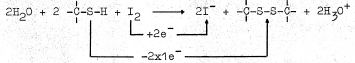 2H₂O + 2 -C-S-H + I₂ → 2I⁻ + -C-S-S-C- + 2H₃O⁺
+2e⁻
-2x1e⁻